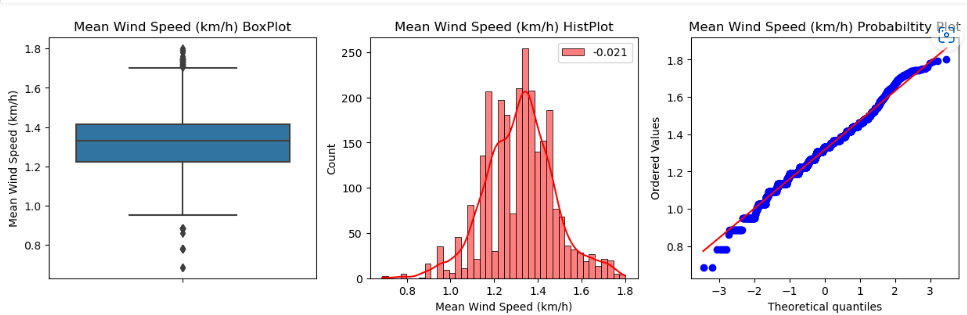 Mean Wind Speed (km/h) BoxPlot
Mean Wind Speed (km/h)
1.8
1.6
1.4
1.2
1.0
0.8
Mean Wind Speed (km/h) HistPlot
-0.021
Count
250
200
150
100
50
0
0.8 1.0 1.2 1.4 1.6 1.8
Mean Wind Speed (km/h)
Mean Wind Speed (km/h) Probabiltity Plot
Ordered Values
1.8
1.6
1.4
1.2
1.0
0.8
−3 −2 −1 0 1 2 3
Theoretical quantiles